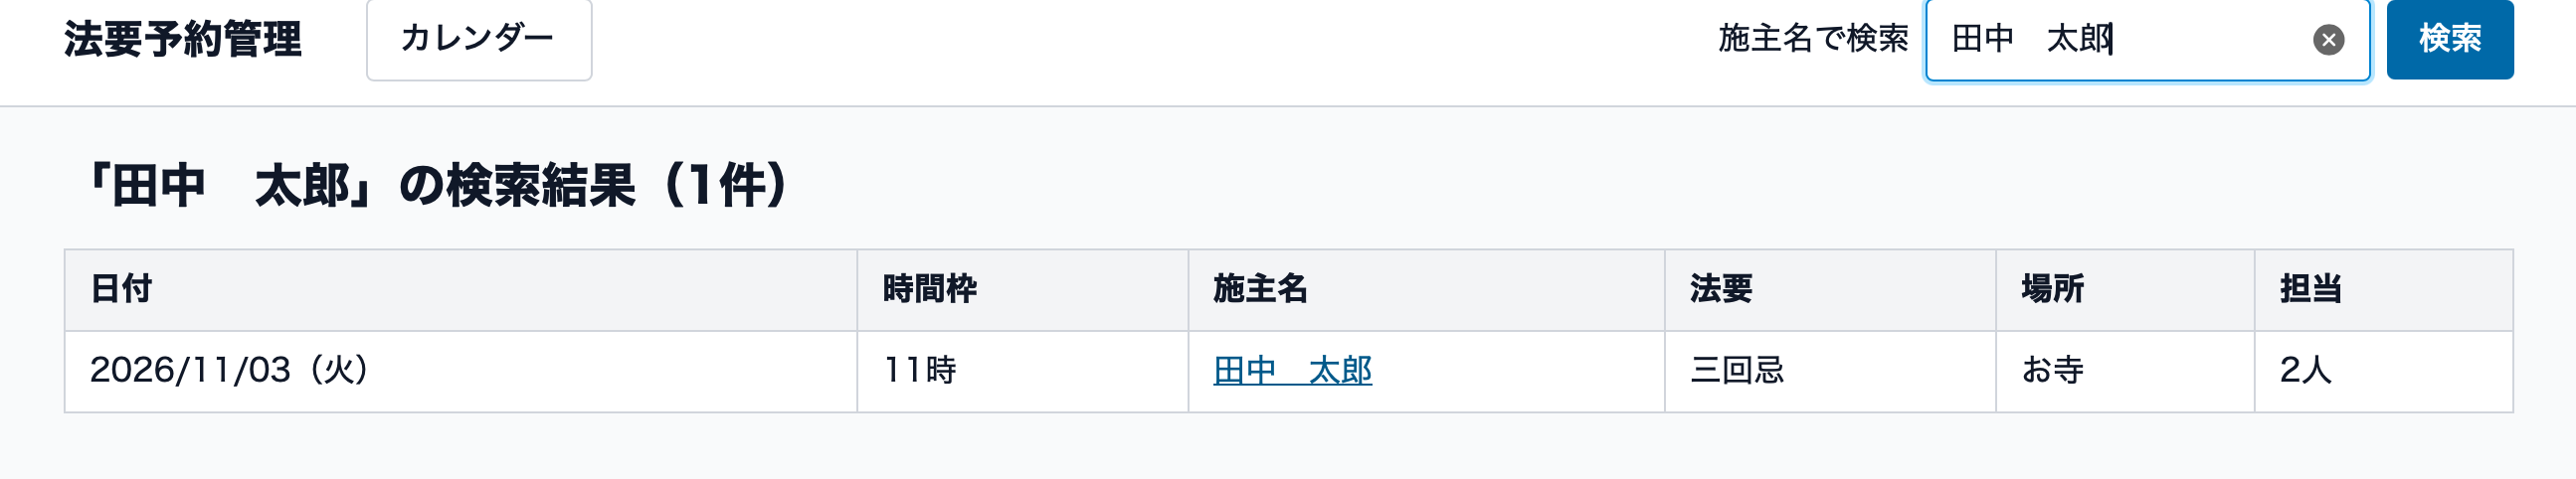 法要予約管理 カレンダー 施主名で検索 田中　太郎 検索
「田中　太郎」の検索結果（1件）
日付 時間枠 施主名 法要 場所 担当
2026/11/03（火） 11時 田中　太郎 三回忌 お寺 2人